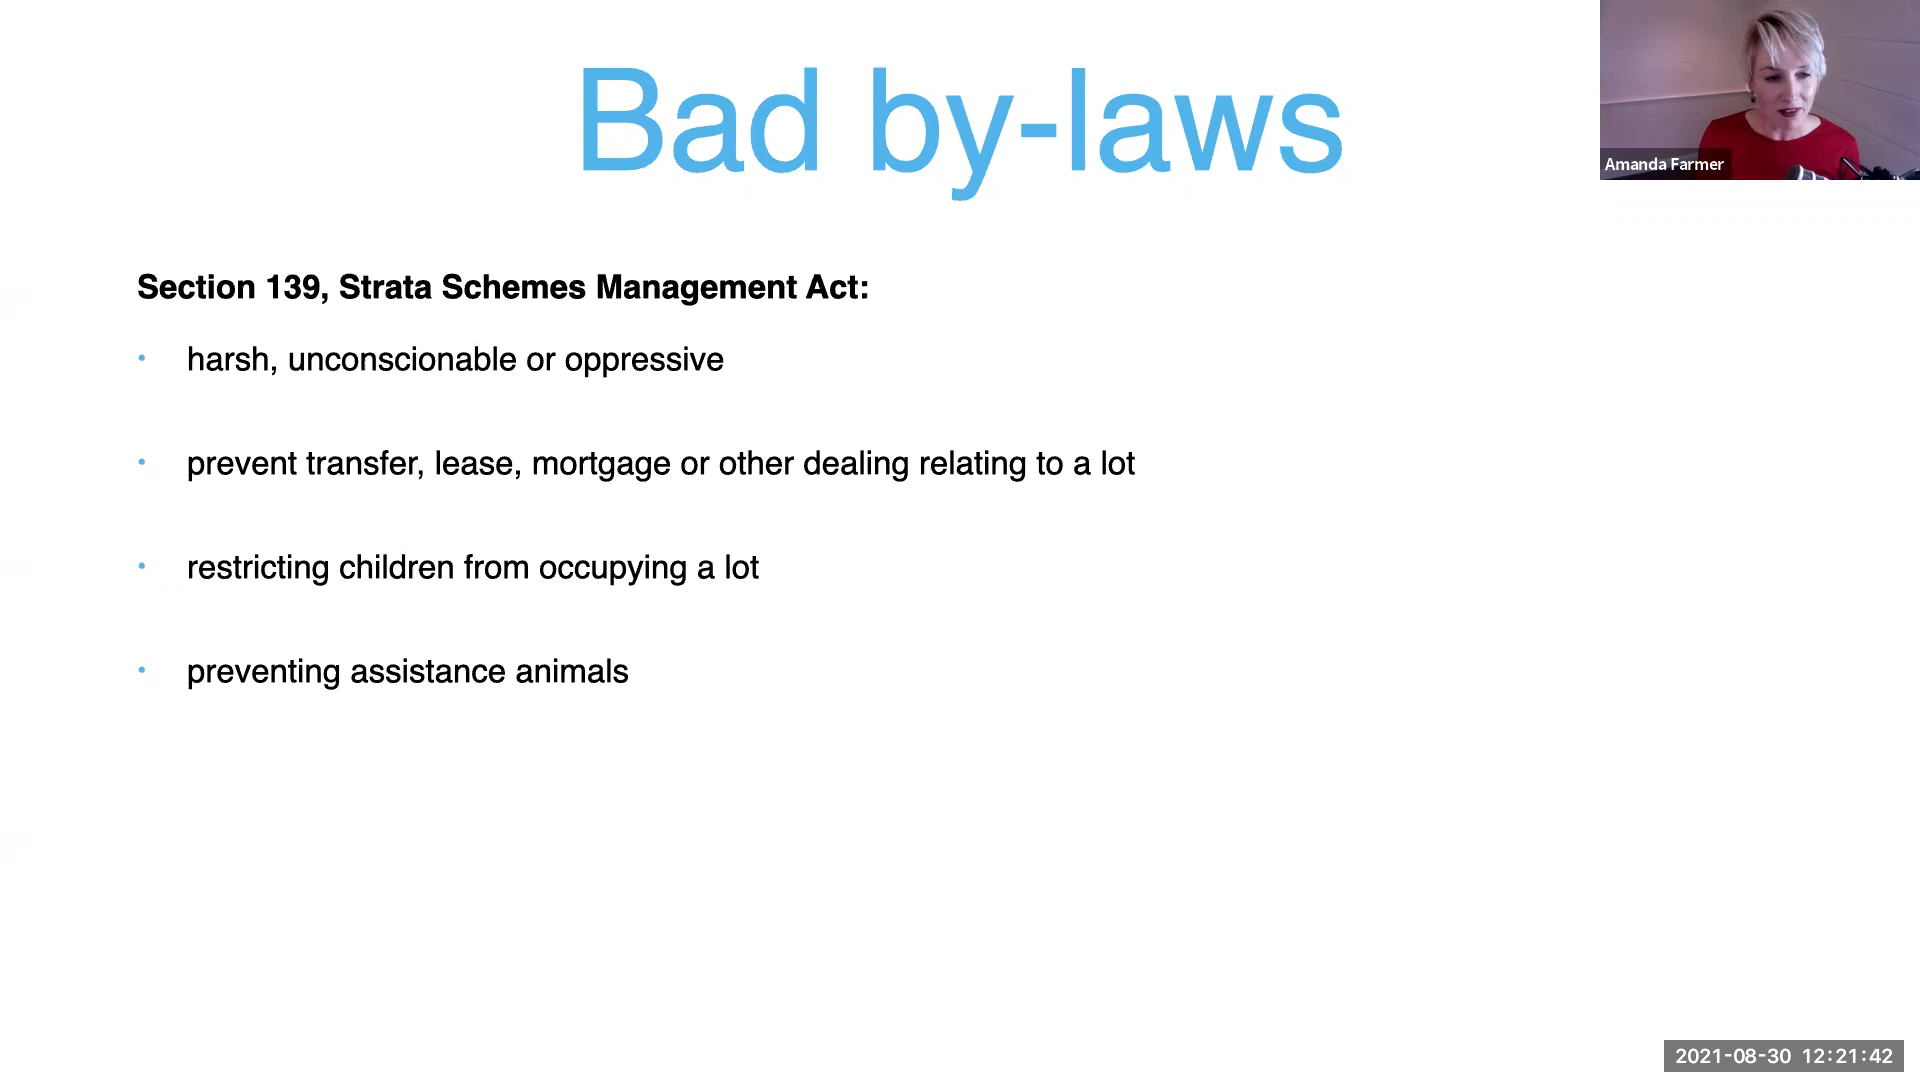 Bad by-laws
Amanda Farmer
Section 139, Strata Schemes Management Act:
• harsh, unconscionable or oppressive
• prevent transfer, lease, mortgage or other dealing relating to a lot
• restricting children from occupying a lot
• preventing assistance animals
2021-08-30 12:21:42